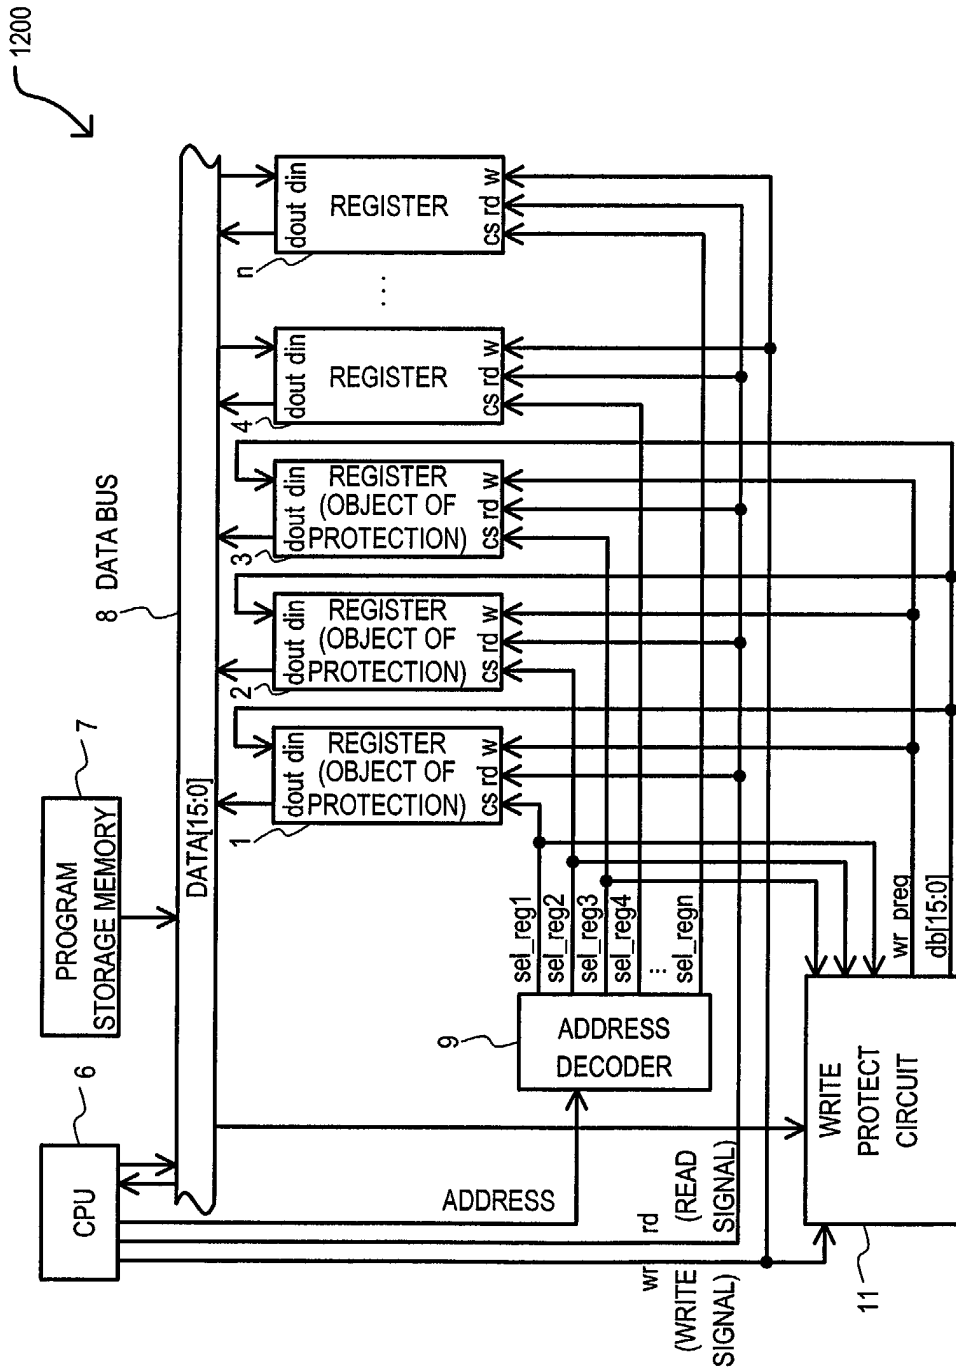 1200
8 DATA BUS
DATA[15:0]
6
CPU
7
PROGRAM
STORAGE MEMORY
dout din
REGISTER
(OBJECT OF
PROTECTION)
cs rd w
1
dout din
REGISTER
(OBJECT OF
PROTECTION)
cs rd w
2
dout din
REGISTER
(OBJECT OF
PROTECTION)
cs rd w
3
dout din
REGISTER
cs rd w
4
...
dout din
REGISTER
cs rd w
n
ADDRESS
9
ADDRESS
DECODER
sel_reg1
sel_reg2
sel_reg3
sel_reg4
...
sel_regn
rd
(READ
SIGNAL)
wr
(WRITE
SIGNAL)
11
WRITE
PROTECT
CIRCUIT
wr_preg
db[15:0]